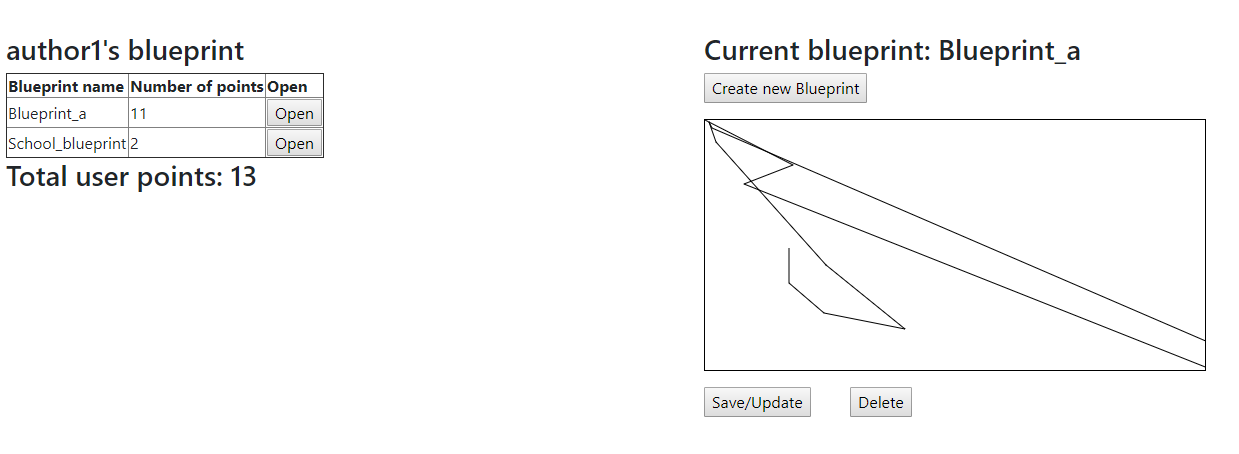 author1's blueprint
Blueprint name Number of points Open
Blueprint_a 11 Open
School_blueprint 2 Open
Total user points: 13
Current blueprint: Blueprint_a
Create new Blueprint
Save/Update Delete